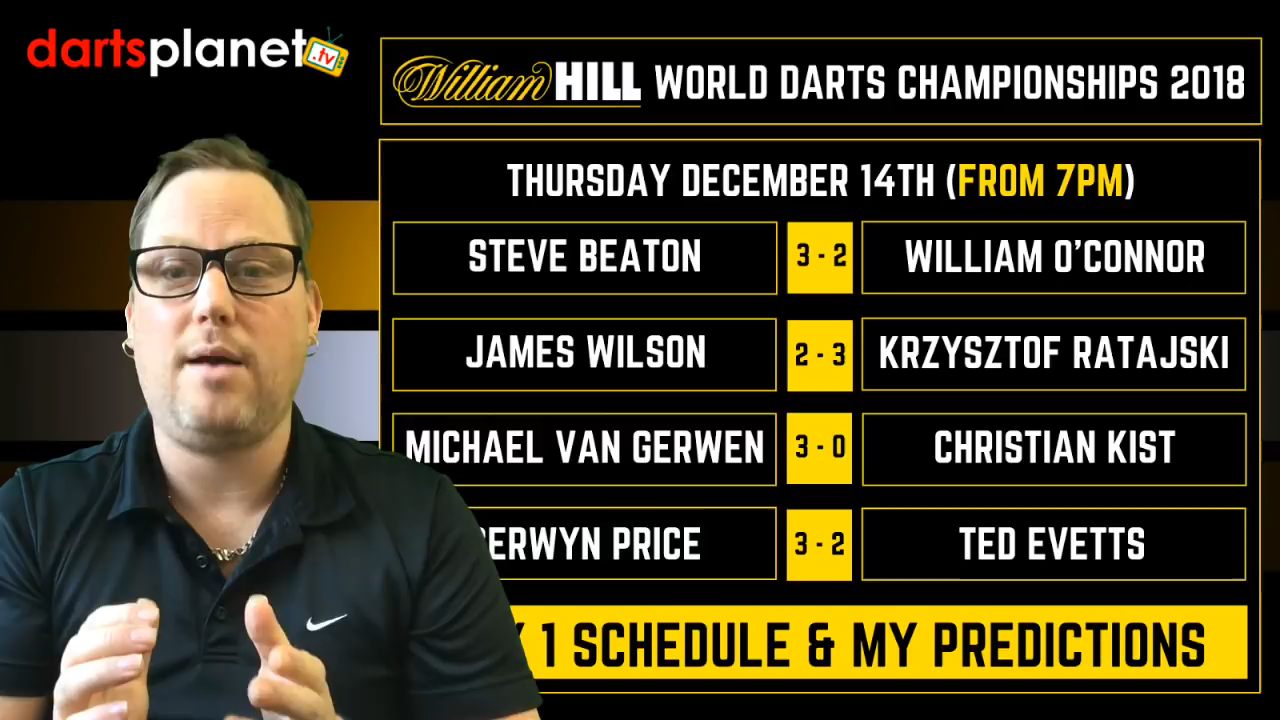 dartsplanet.tv
William HILL WORLD DARTS CHAMPIONSHIPS 2018
THURSDAY DECEMBER 14TH (FROM 7PM)
STEVE BEATON 3 - 2 WILLIAM O'CONNOR
JAMES WILSON 2 - 3 KRZYSZTOF RATAJSKI
MICHAEL VAN GERWEN 3 - 0 CHRISTIAN KIST
ERWYN PRICE 3 - 2 TED EVETTS
1 SCHEDULE & MY PREDICTIONS